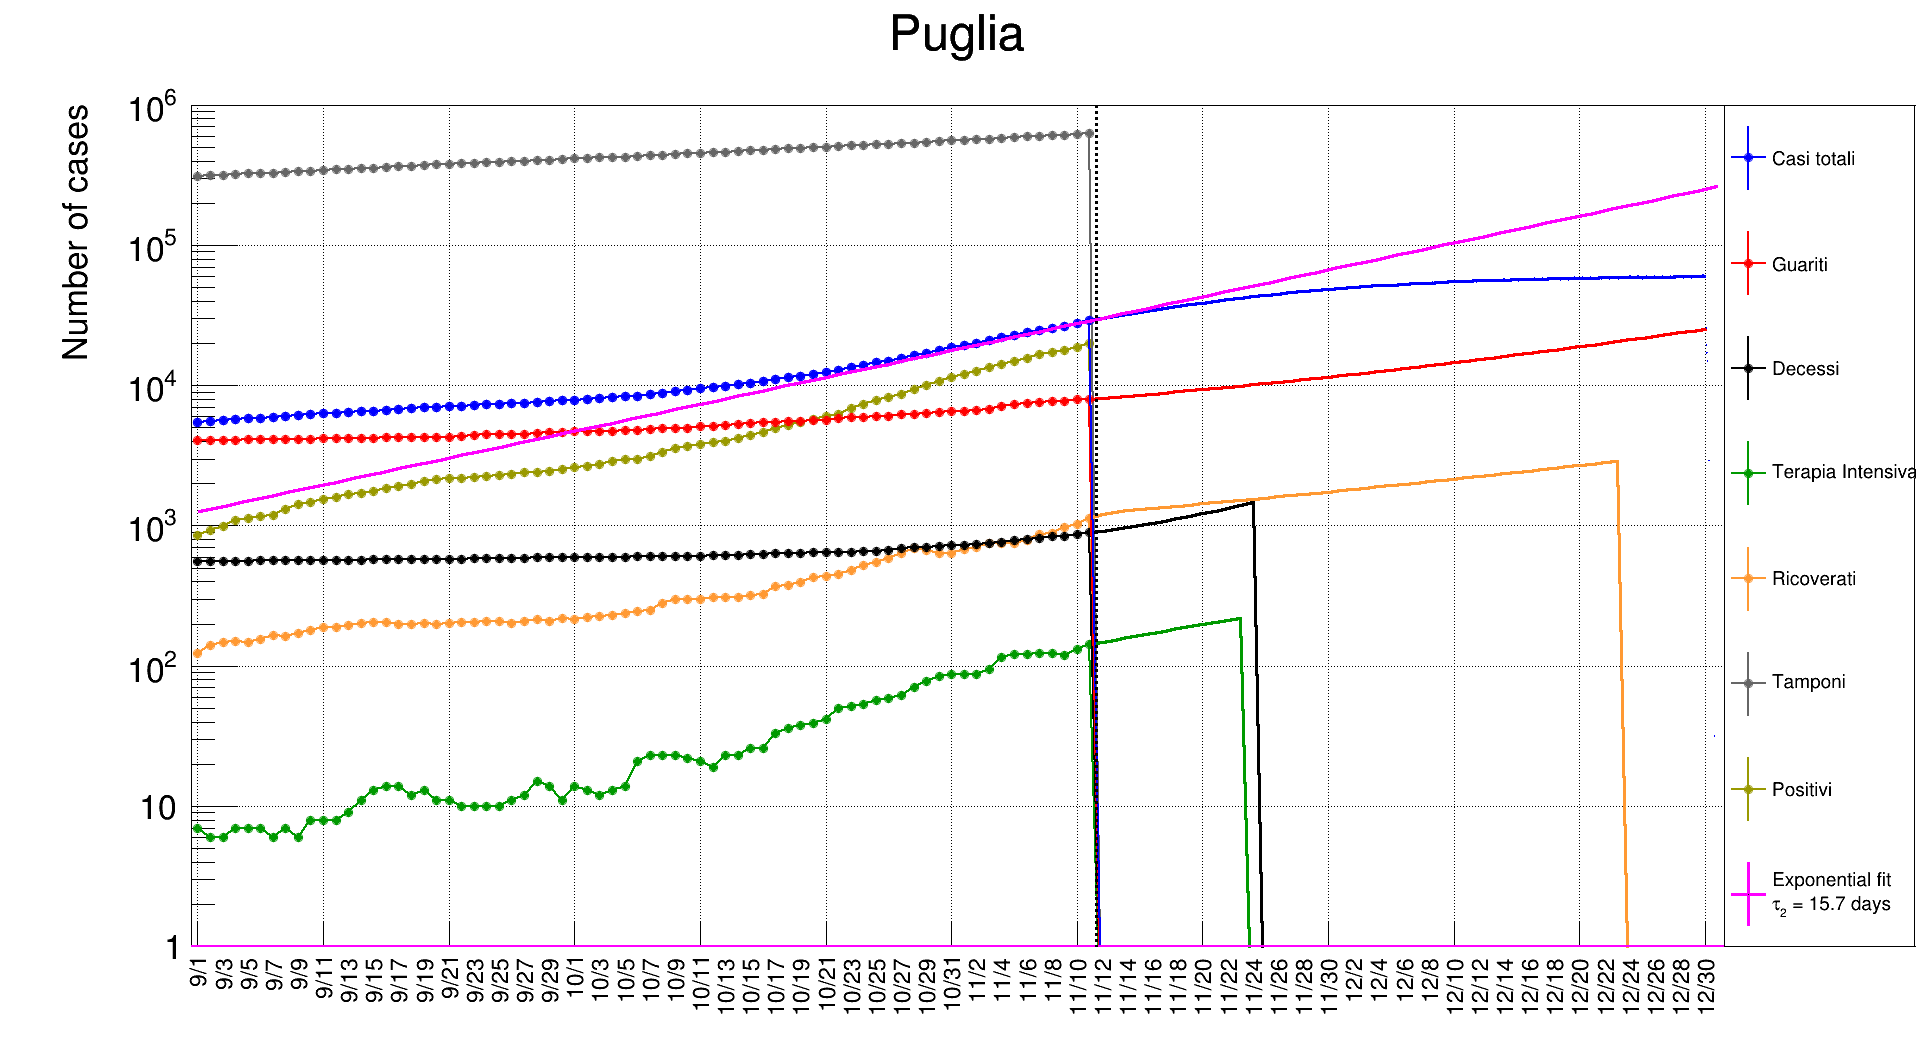 Puglia
Number of cases
10^6
10^5
10^4
10^3
10^2
10
1
9/1 9/3 9/5 9/7 9/9 9/11 9/13 9/15 9/17 9/19 9/21 9/23 9/25 9/27 9/29 10/1 10/3 10/5 10/7 10/9 10/11 10/13 10/15 10/17 10/19 10/21 10/23 10/25 10/27 10/29 10/31 11/2 11/4 11/6 11/8 11/10 11/12 11/14 11/16 11/18 11/20 11/22 11/24 11/26 11/28 11/30 12/2 12/4 12/6 12/8 12/10 12/12 12/14 12/16 12/18 12/20 12/22 12/24 12/26 12/28 12/30
Casi totali
Guariti
Decessi
Terapia Intensiva
Ricoverati
Tamponi
Positivi
Exponential fit
τ_2 = 15.7 days